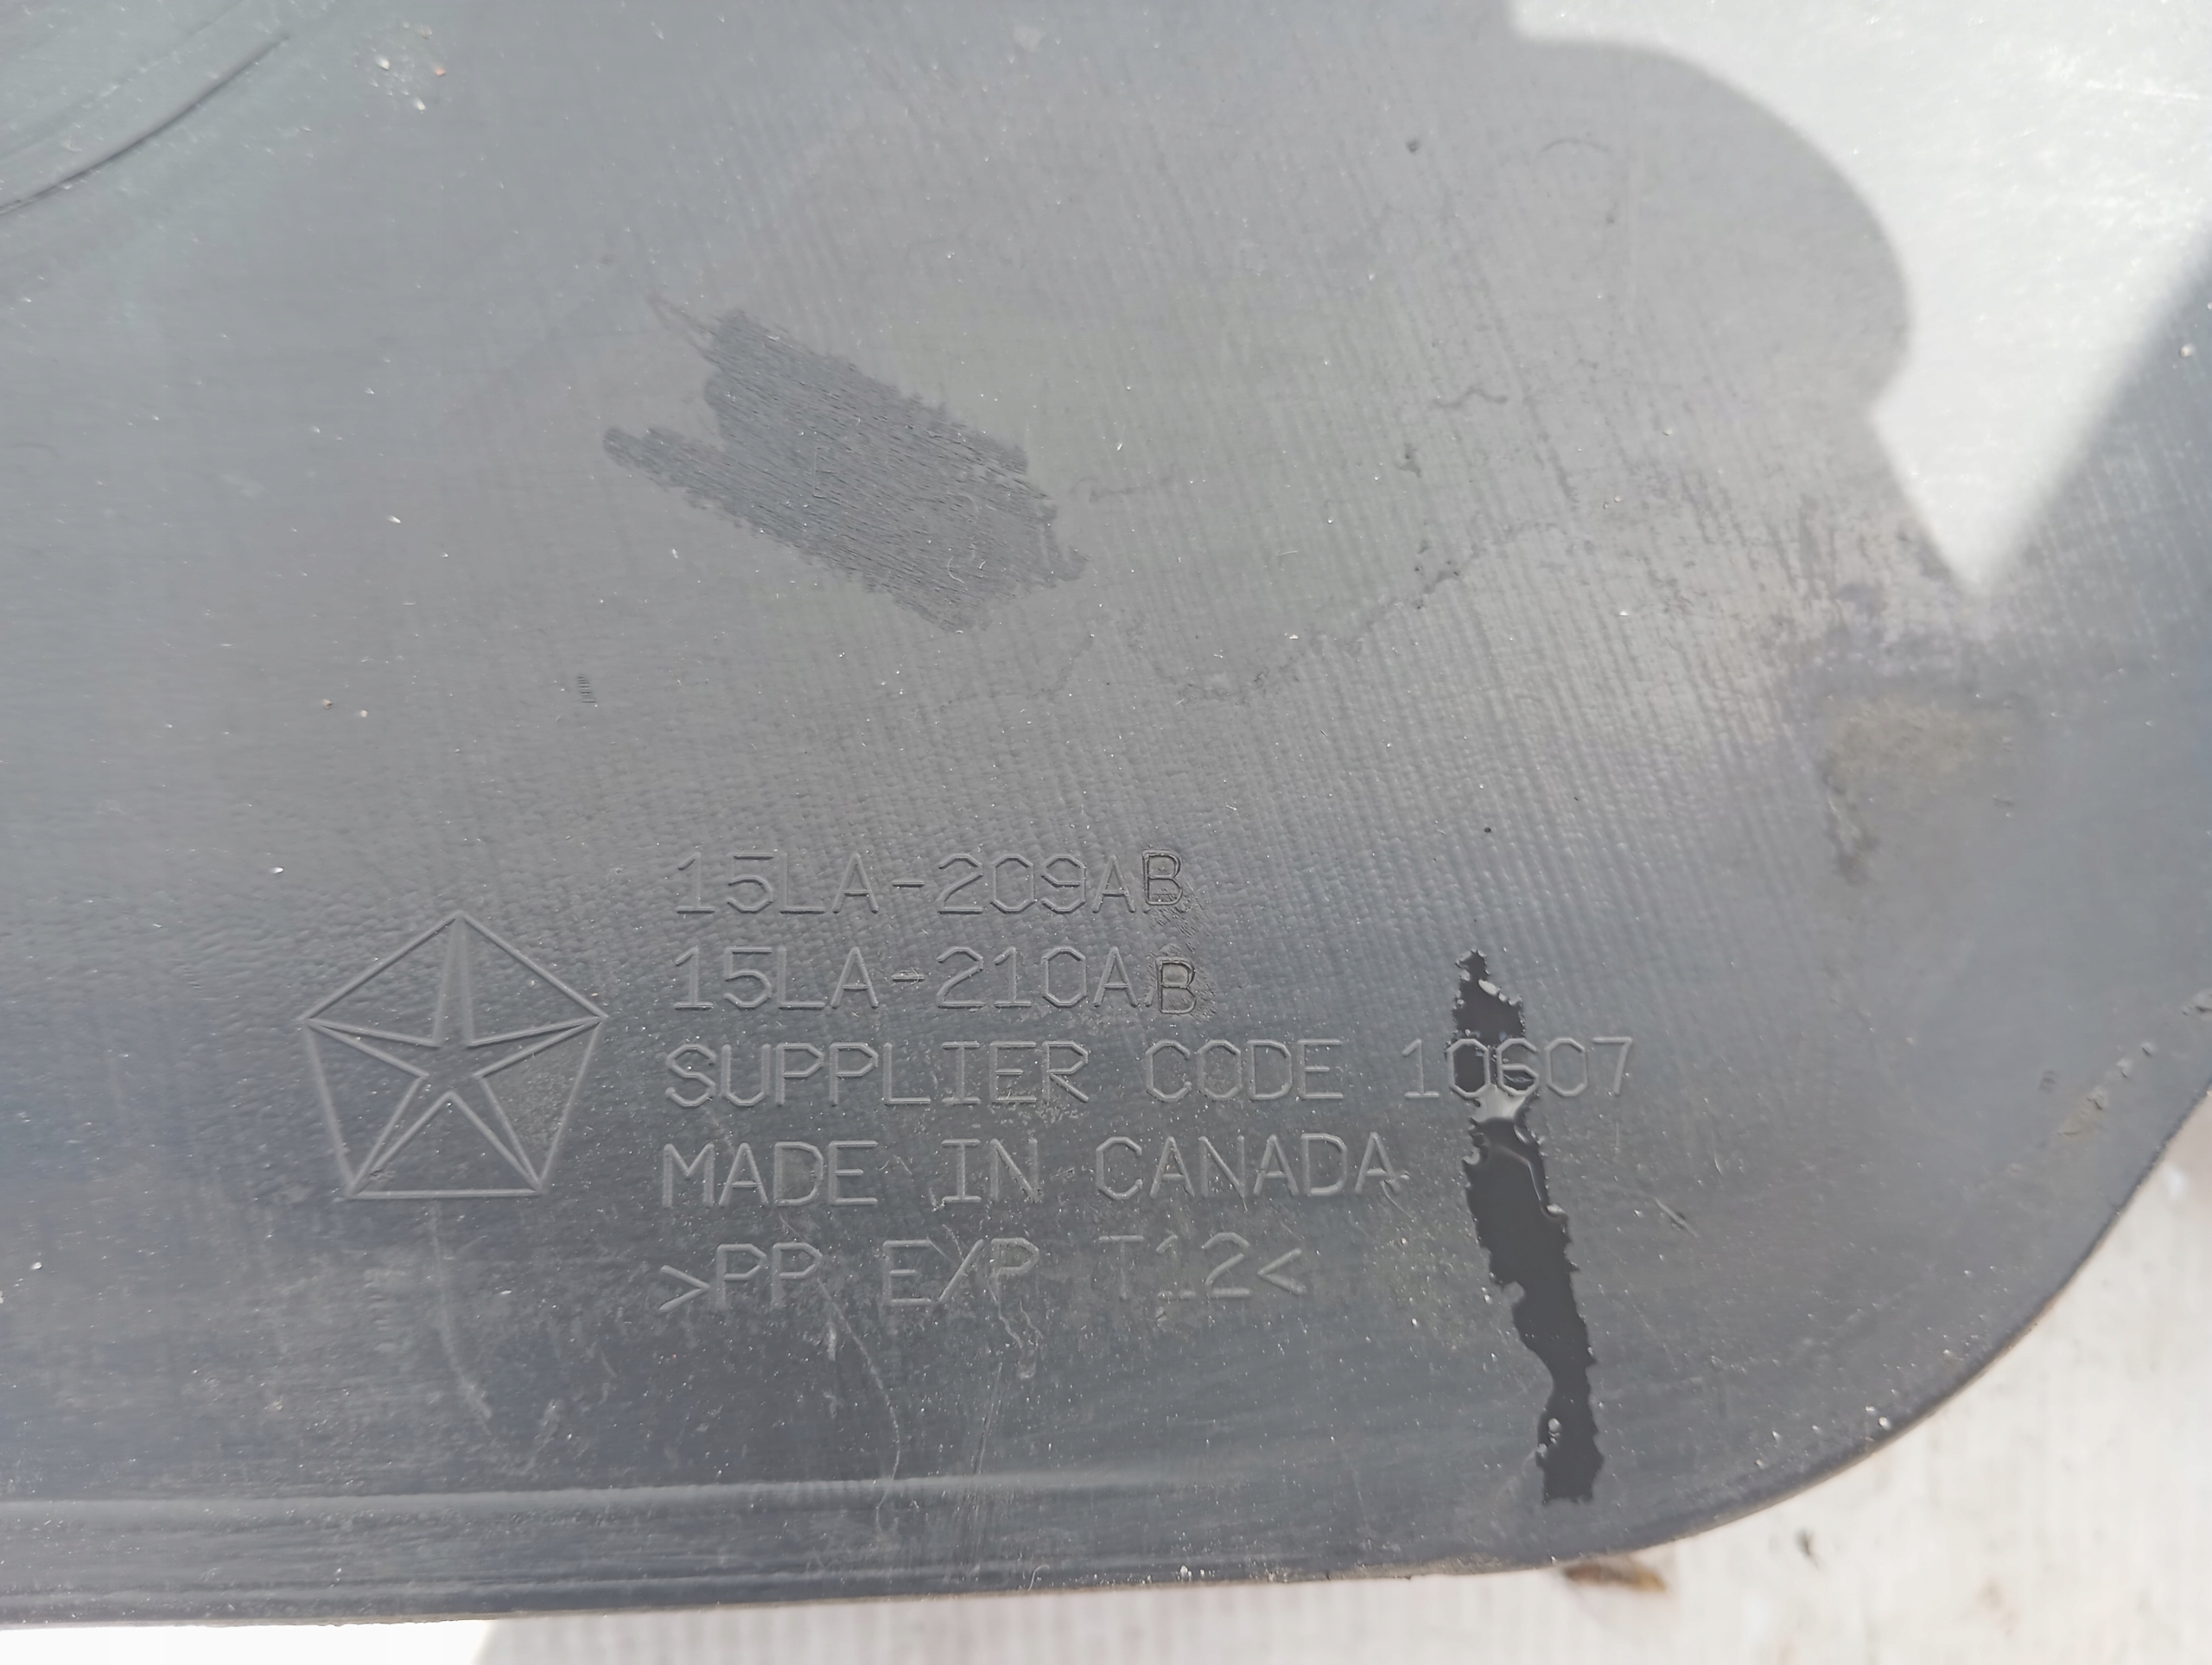 15LA-209AB
15LA-210AB
SUPPLIER CODE 10607
MADE IN CANADA
>PP E/P T12<